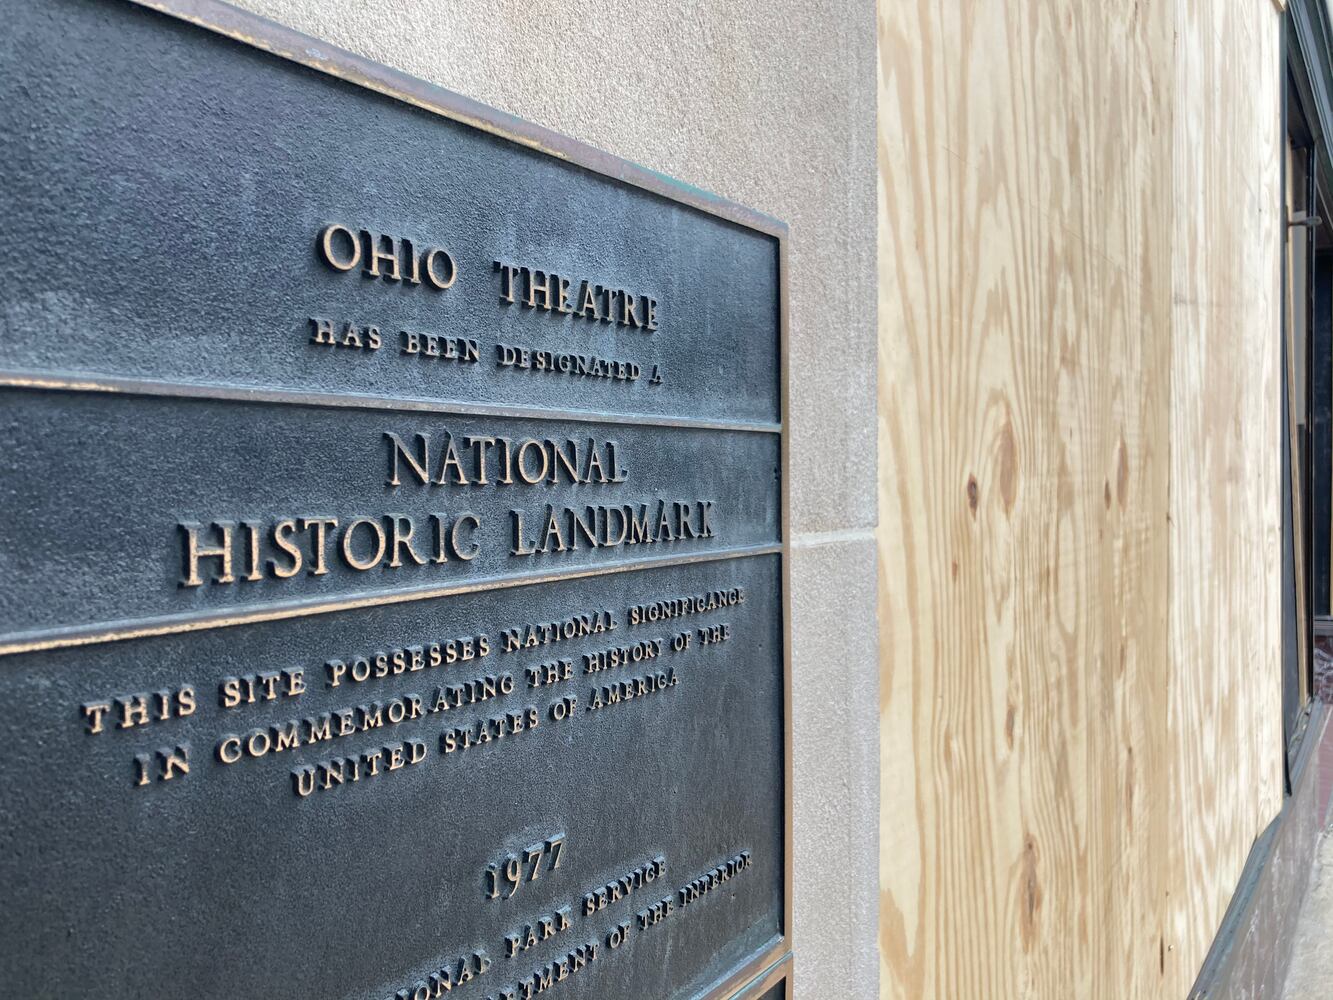 OHIO THEATRE
HAS BEEN DESIGNATED A
NATIONAL
HISTORIC LANDMARK
THIS SITE POSSESSES NATIONAL SIGNIFICANCE
IN COMMEMORATING THE HISTORY OF THE
UNITED STATES OF AMERICA
1977
PARK SERVICE
OF THE INTERIOR